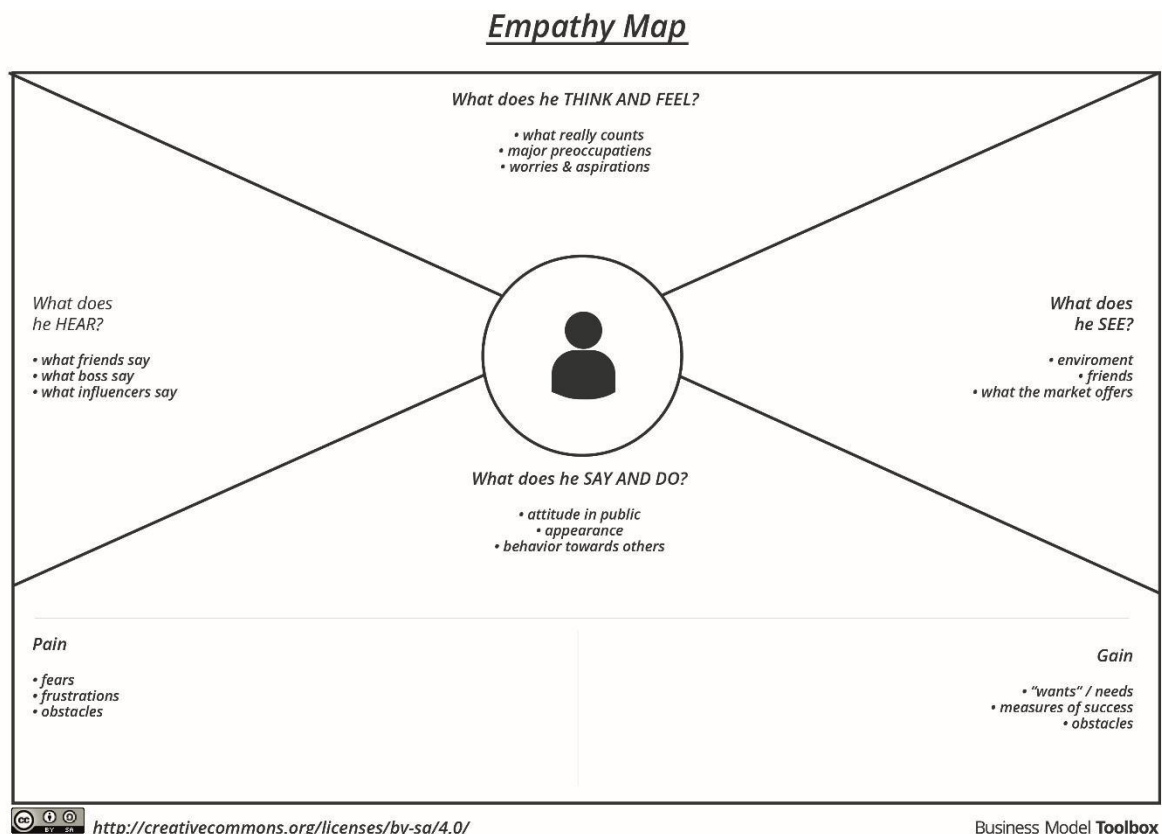 Empathy Map
What does he THINK AND FEEL?
• what really counts
• major preoccupatiens
• worries & aspirations
What does
he HEAR?
• what friends say
• what boss say
• what influencers say
What does
he SEE?
• enviroment
• friends
• what the market offers
What does he SAY AND DO?
• attitude in public
• appearance
• behavior towards others
Pain
• fears
• frustrations
• obstacles
Gain
• “wants” / needs
• measures of success
• obstacles
cc BY SA
http://creativecommons.org/licenses/by-sa/4.0/
Business Model Toolbox